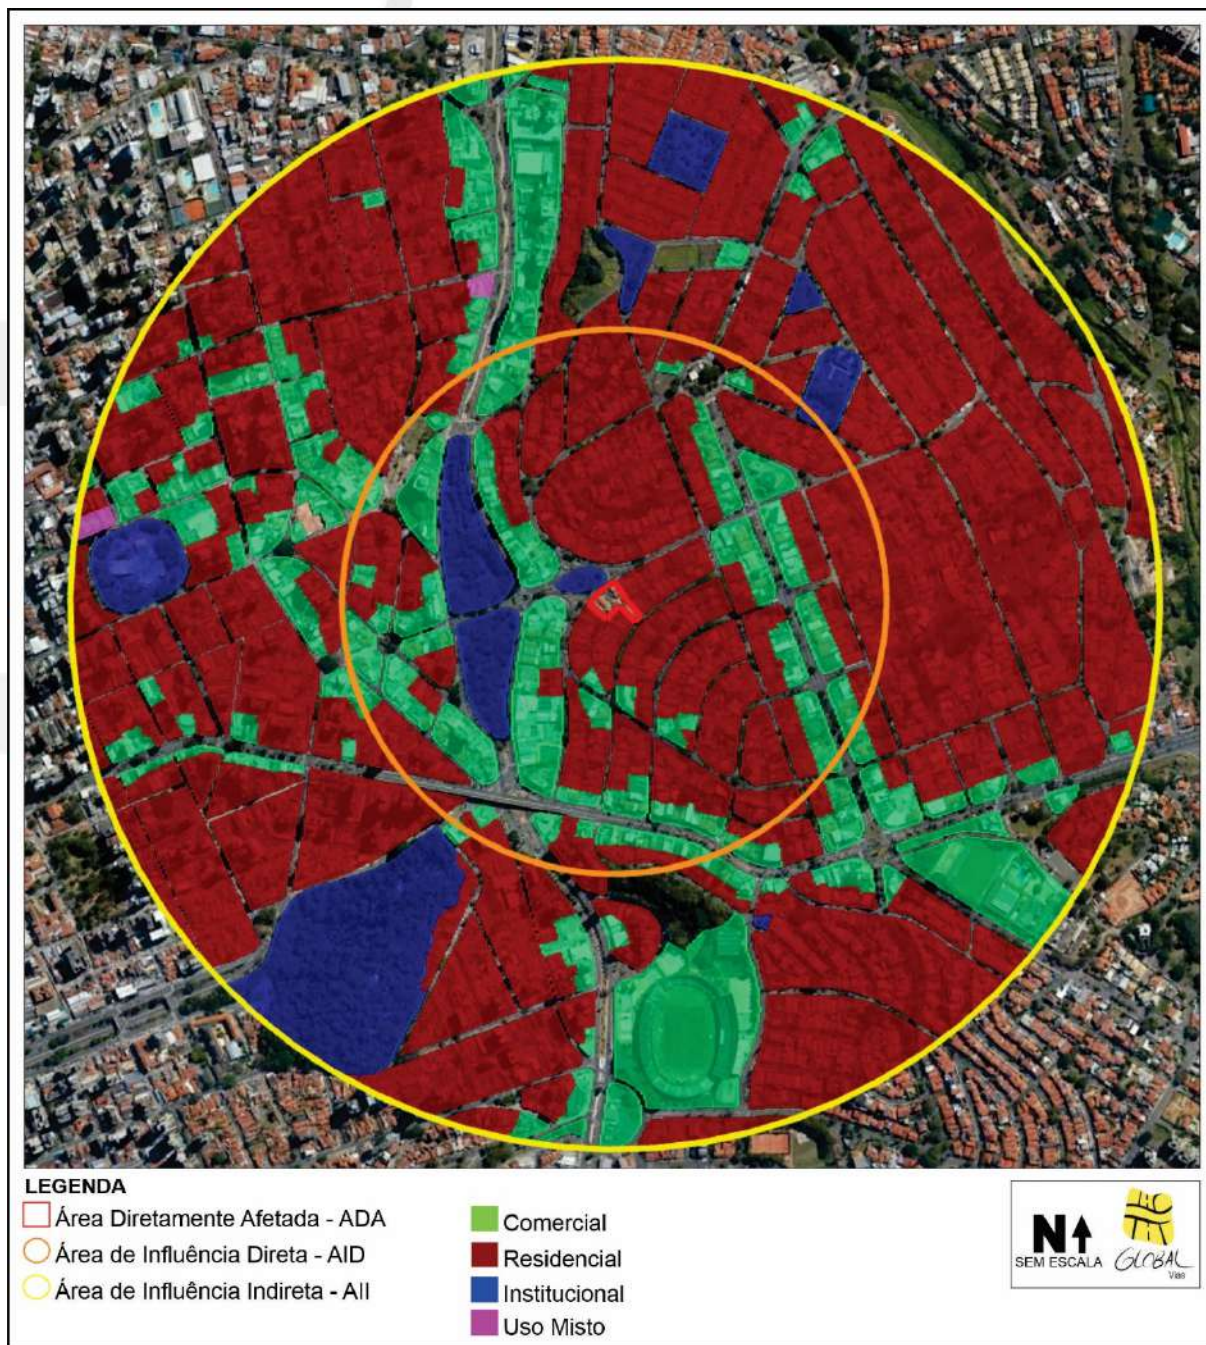 LEGENDA
Área Diretamente Afetada - ADA
Área de Influência Direta - AID
Área de Influência Indireta - AII
Comercial
Residencial
Institucional
Uso Misto
N
SEM ESCALA
GLOBAL
Vias